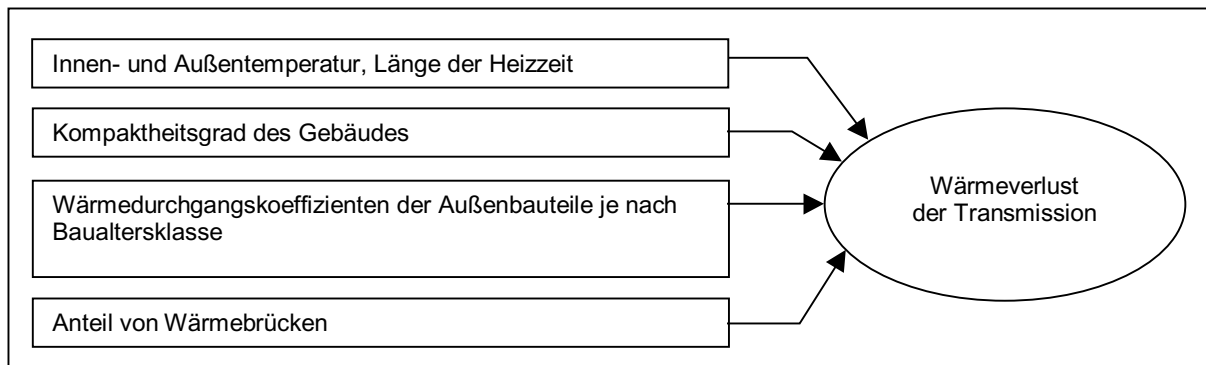 Innen- und Außentemperatur, Länge der Heizzeit
Kompaktheitsgrad des Gebäudes
Wärmedurchgangskoeffizienten der Außenbauteile je nach
Baualtersklasse
Anteil von Wärmebrücken
Wärmeverlust
der Transmission